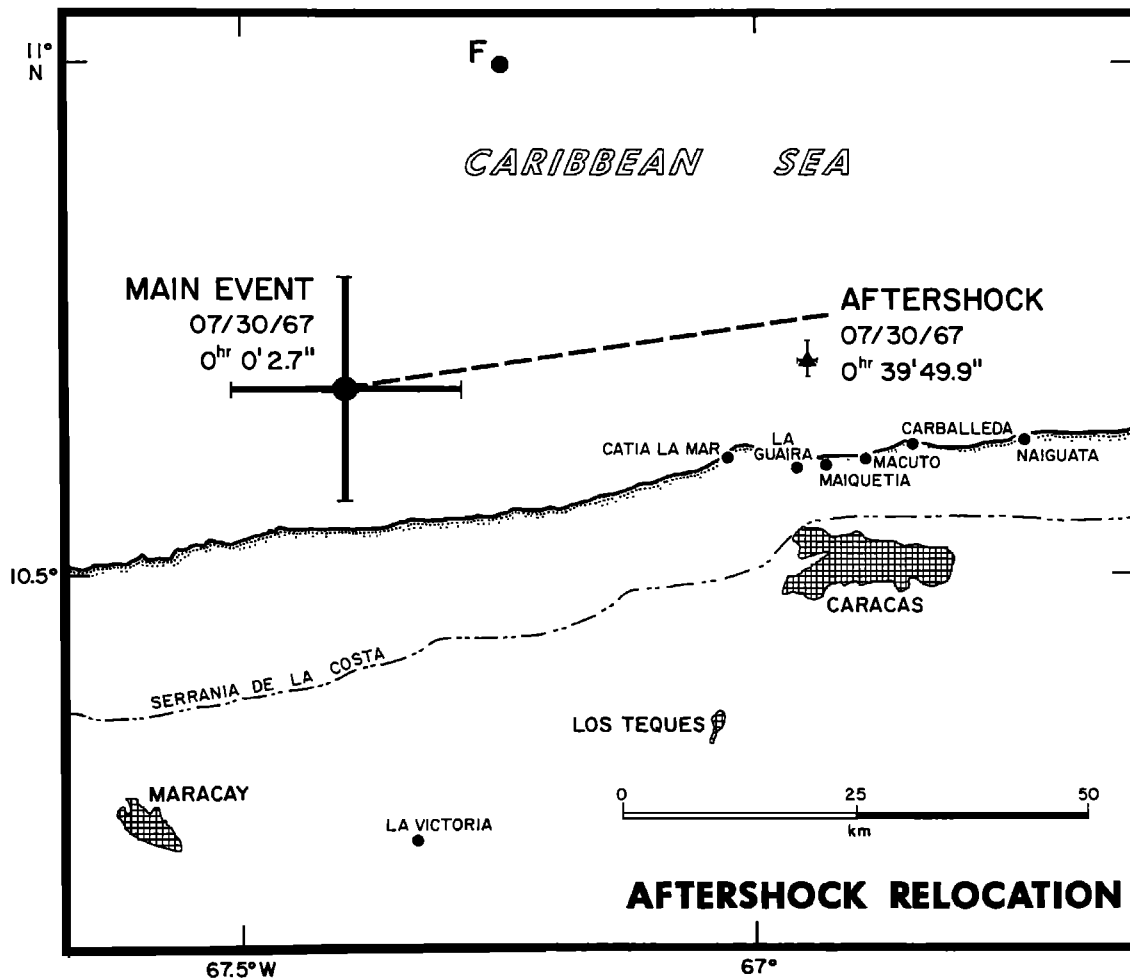 11°
N
F
CARIBBEAN SEA
MAIN EVENT
07/30/67
0hr 0' 2.7"
AFTERSHOCK
07/30/67
0hr 39' 49.9"
CATIA LA MAR
LA
GUAIRA
MAIQUETIA
MACUTO
CARBALLEDA
NAIGUATA
10.5°
CARACAS
SERRANIA DE LA COSTA
LOS TEQUES
MARACAY
LA VICTORIA
0 25 50
km
AFTERSHOCK RELOCATION
67.5° W 67°